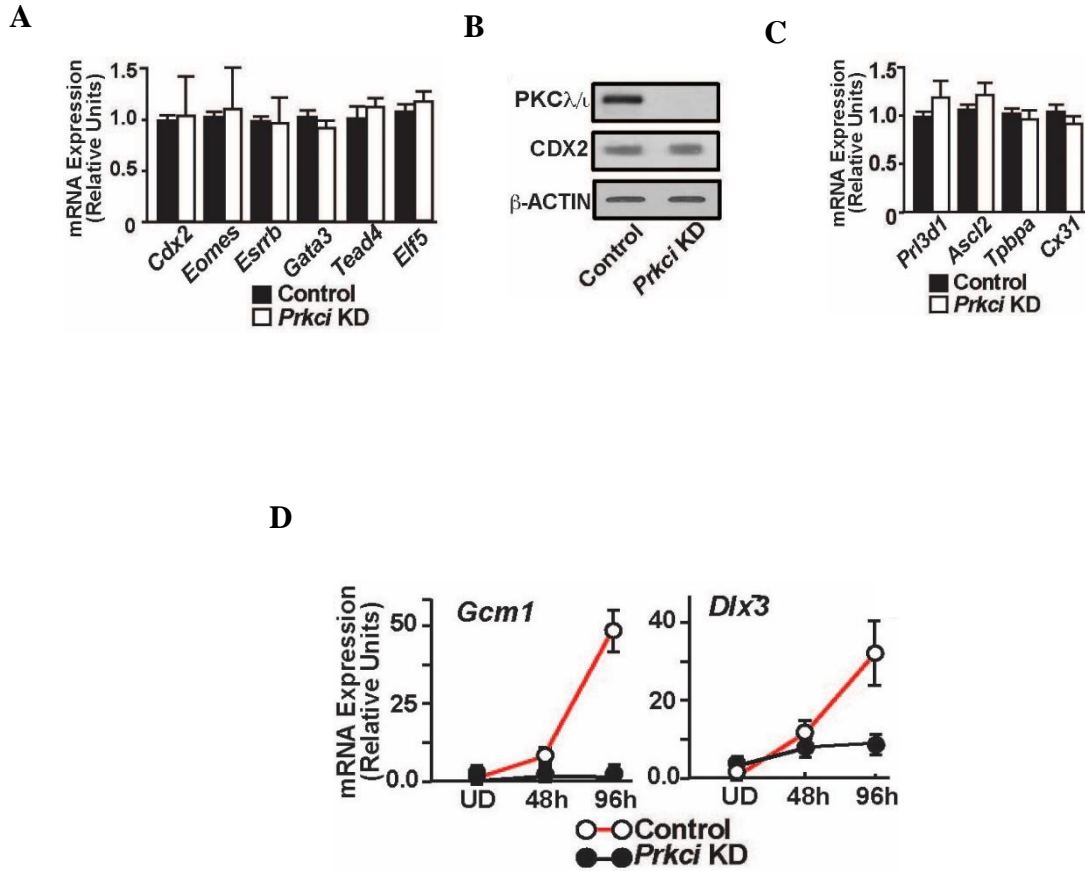 A
mRNA Expression
(Relative Units)
1.5
1.0
0.5
0
Cdx2
Eomes
Esrrb
Gata3
Tead4
Elf5
Control
Prkci KD
B
PKCλ/ι
CDX2
β-ACTIN
Control
Prkci KD
C
mRNA Expression
(Relative Units)
1.5
1.0
0.5
0
Prl3d1
Ascl2
Tpbpa
Cx31
Control
Prkci KD
D
mRNA Expression
(Relative Units)
Gcm1
50
25
0.0
UD 48h 96h
Dlx3
40
20
0.0
UD 48h 96h
Control
Prkci KD